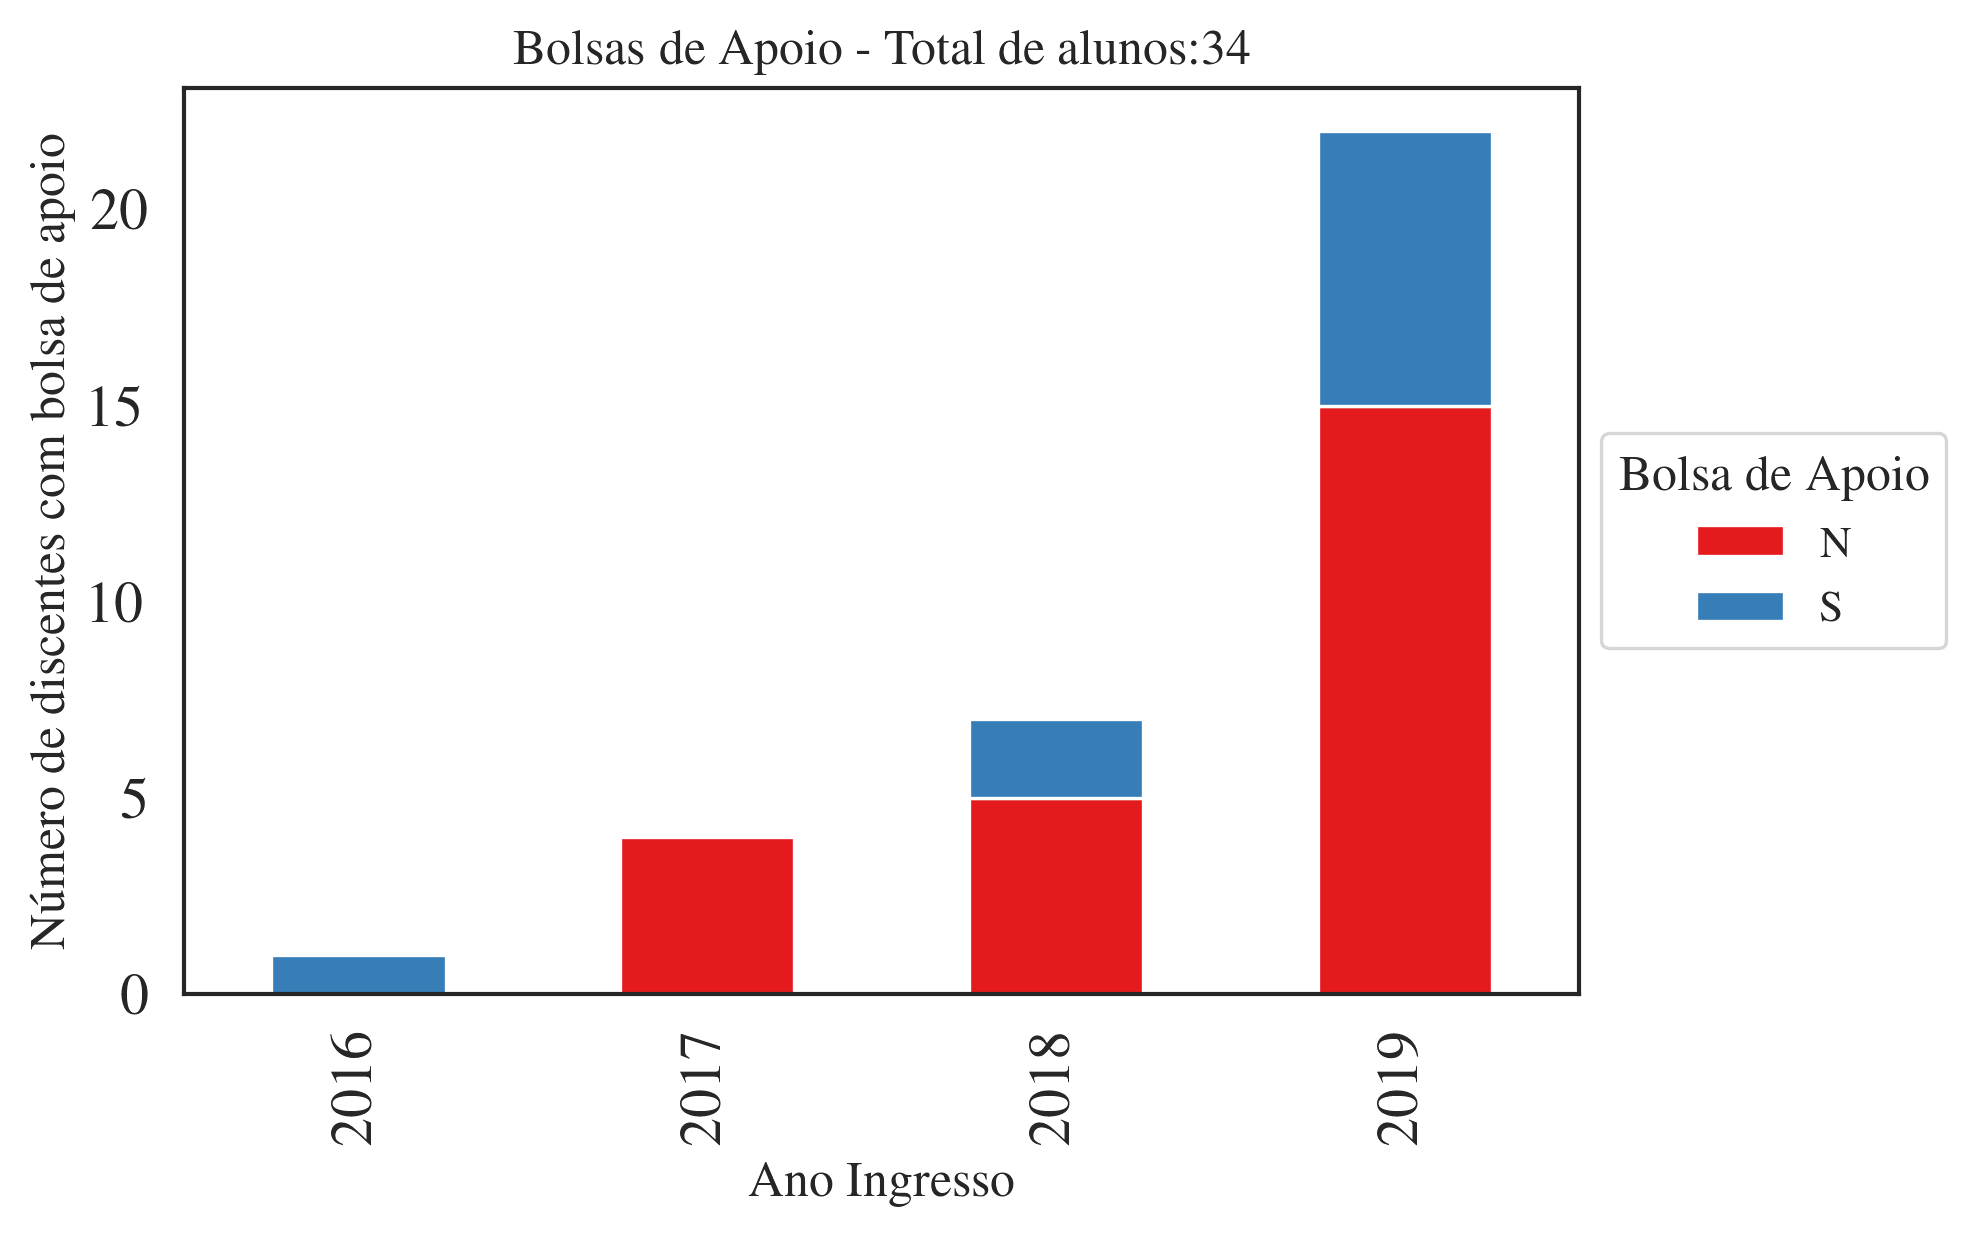 Bolsas de Apoio - Total de alunos:34
Número de discentes com bolsa de apoio
20
15
10
5
0
2016
2017
2018
2019
Ano Ingresso
Bolsa de Apoio
N
S